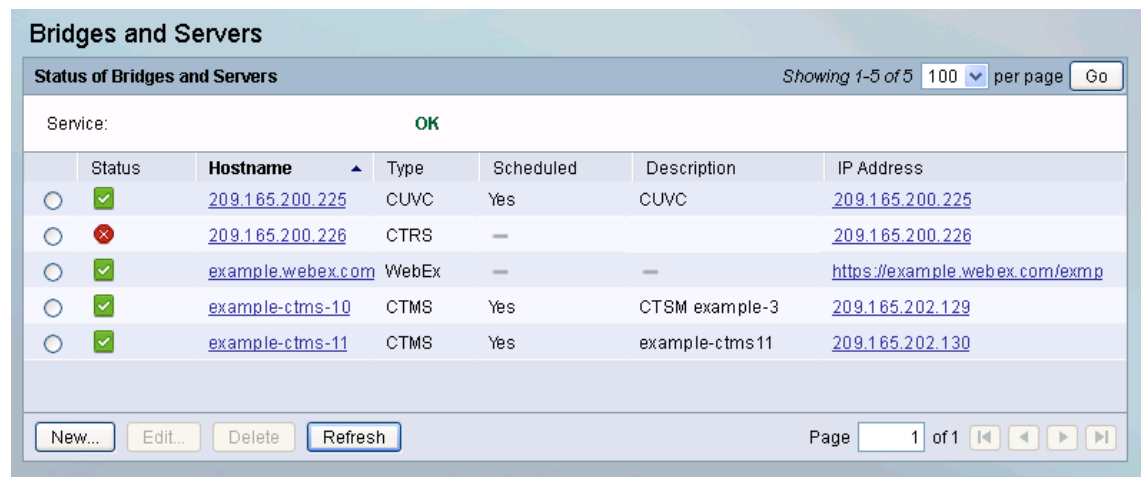 Bridges and Servers
Status of Bridges and Servers Showing 1-5 of 5 100 per page Go
Service: OK
Status Hostname Type Scheduled Description IP Address
209.165.200.225 CUVC Yes CUVC 209.165.200.225
209.165.200.226 CTRS — 209.165.200.226
example.webex.com WebEx — — https://example.webex.com/exmp
example-ctms-10 CTMS Yes CTSM example-3 209.165.202.129
example-ctms-11 CTMS Yes example-ctms11 209.165.202.130
New... Edit... Delete Refresh Page 1 of 1